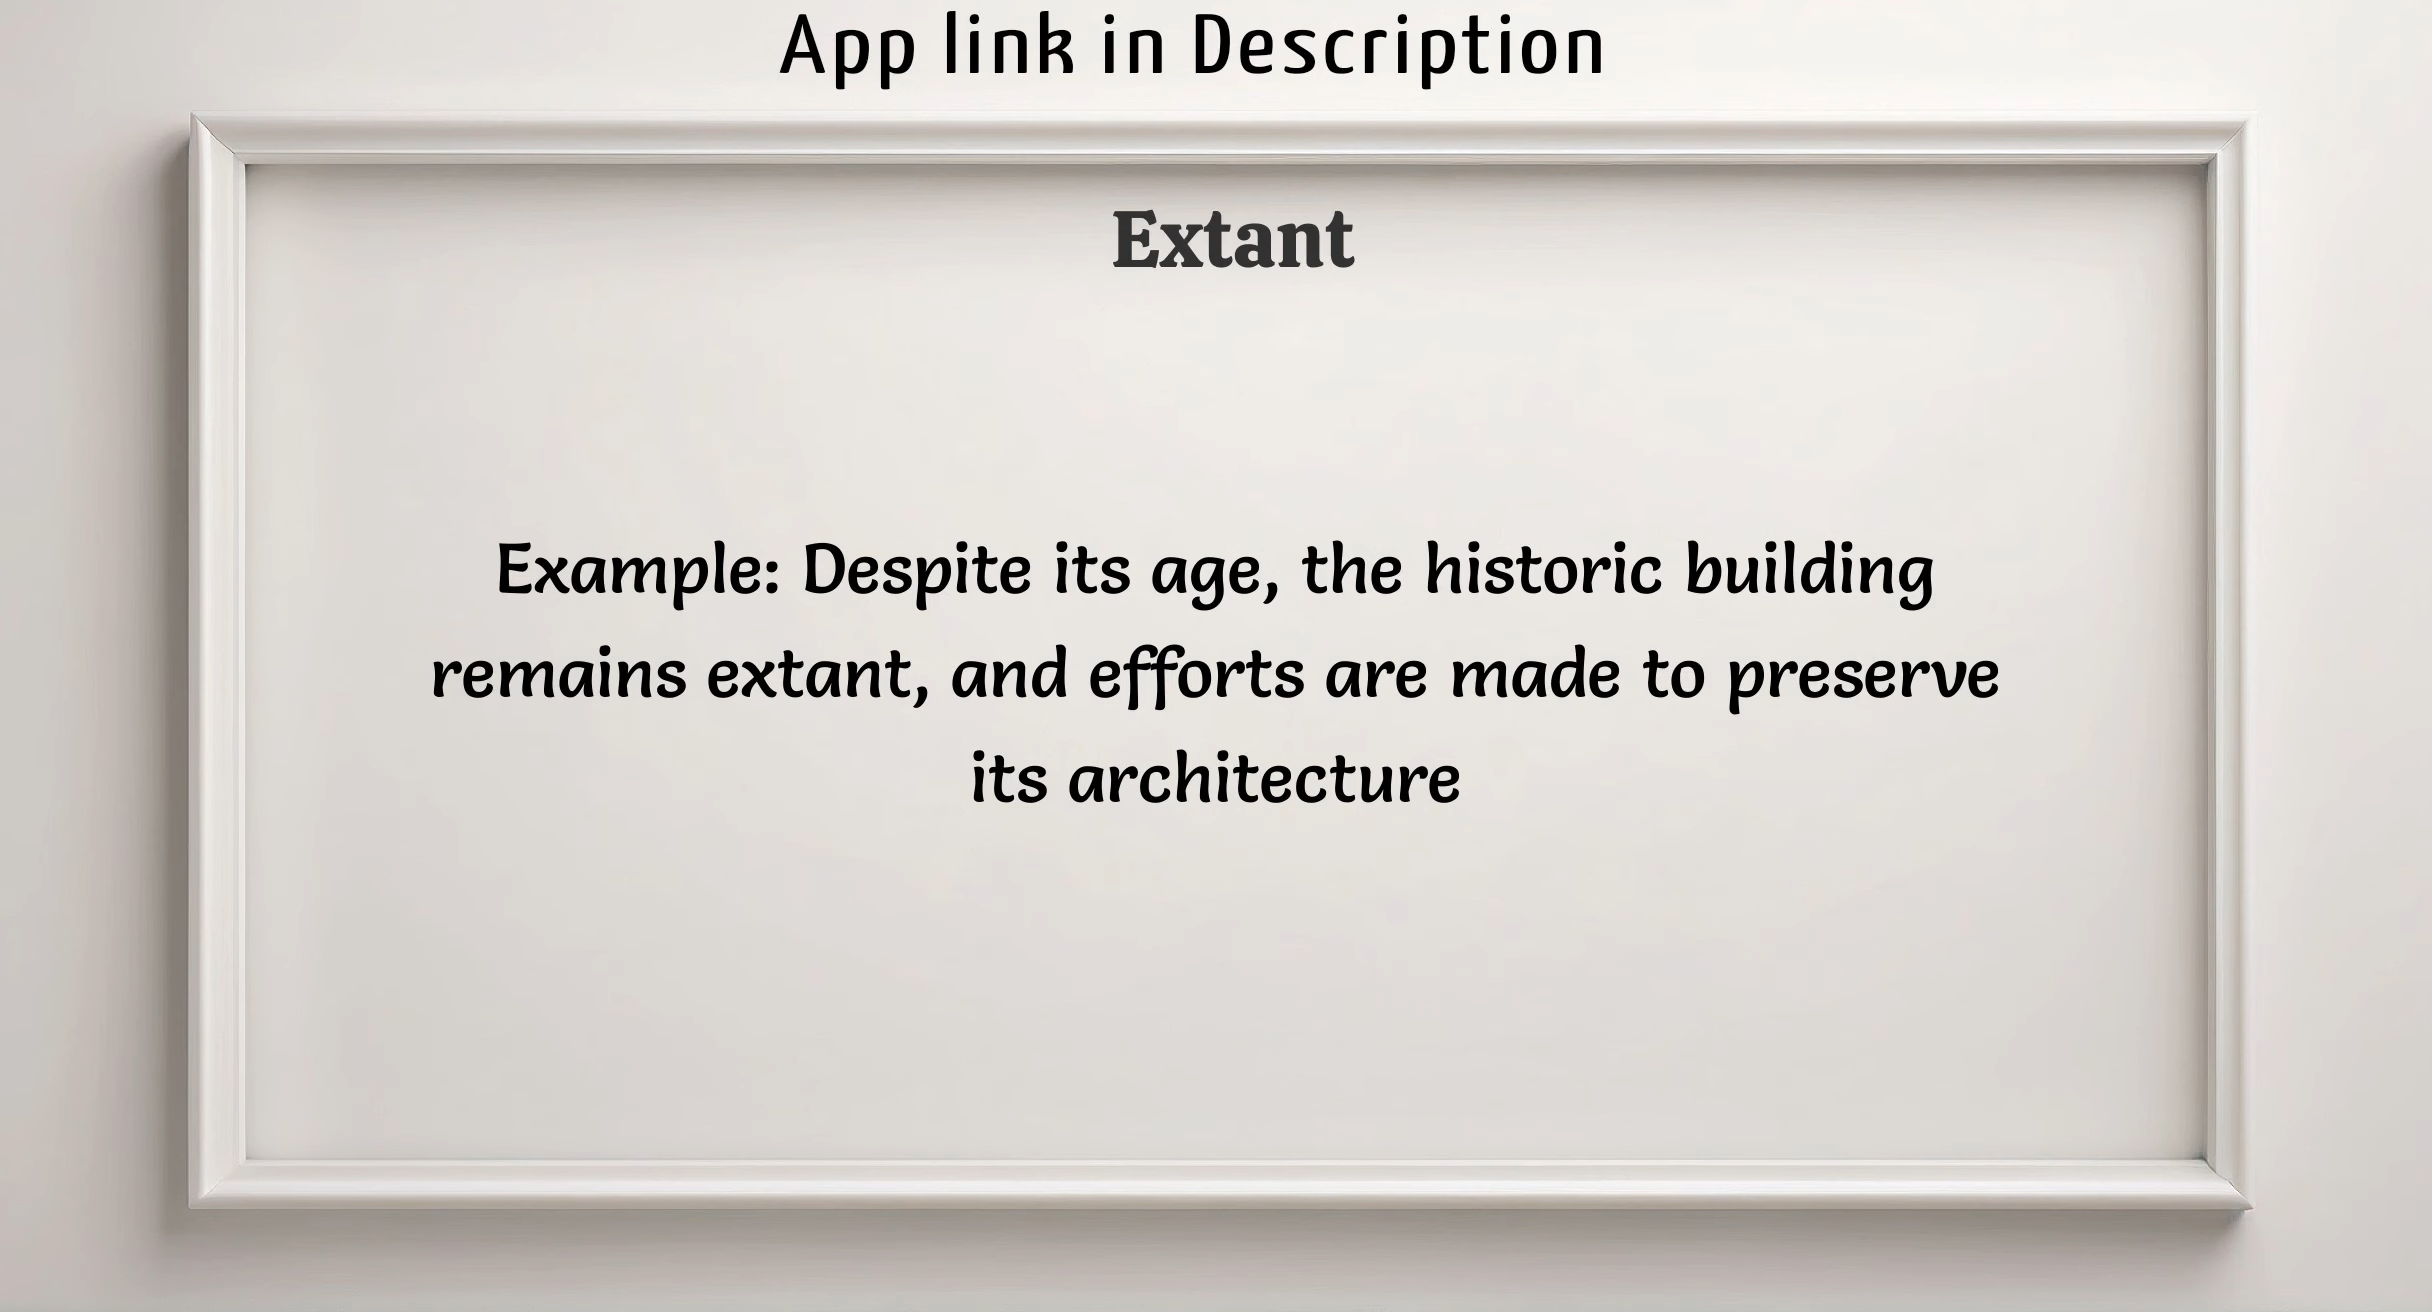 App link in Description
Extant
Example: Despite its age, the historic building
remains extant, and efforts are made to preserve
its architecture